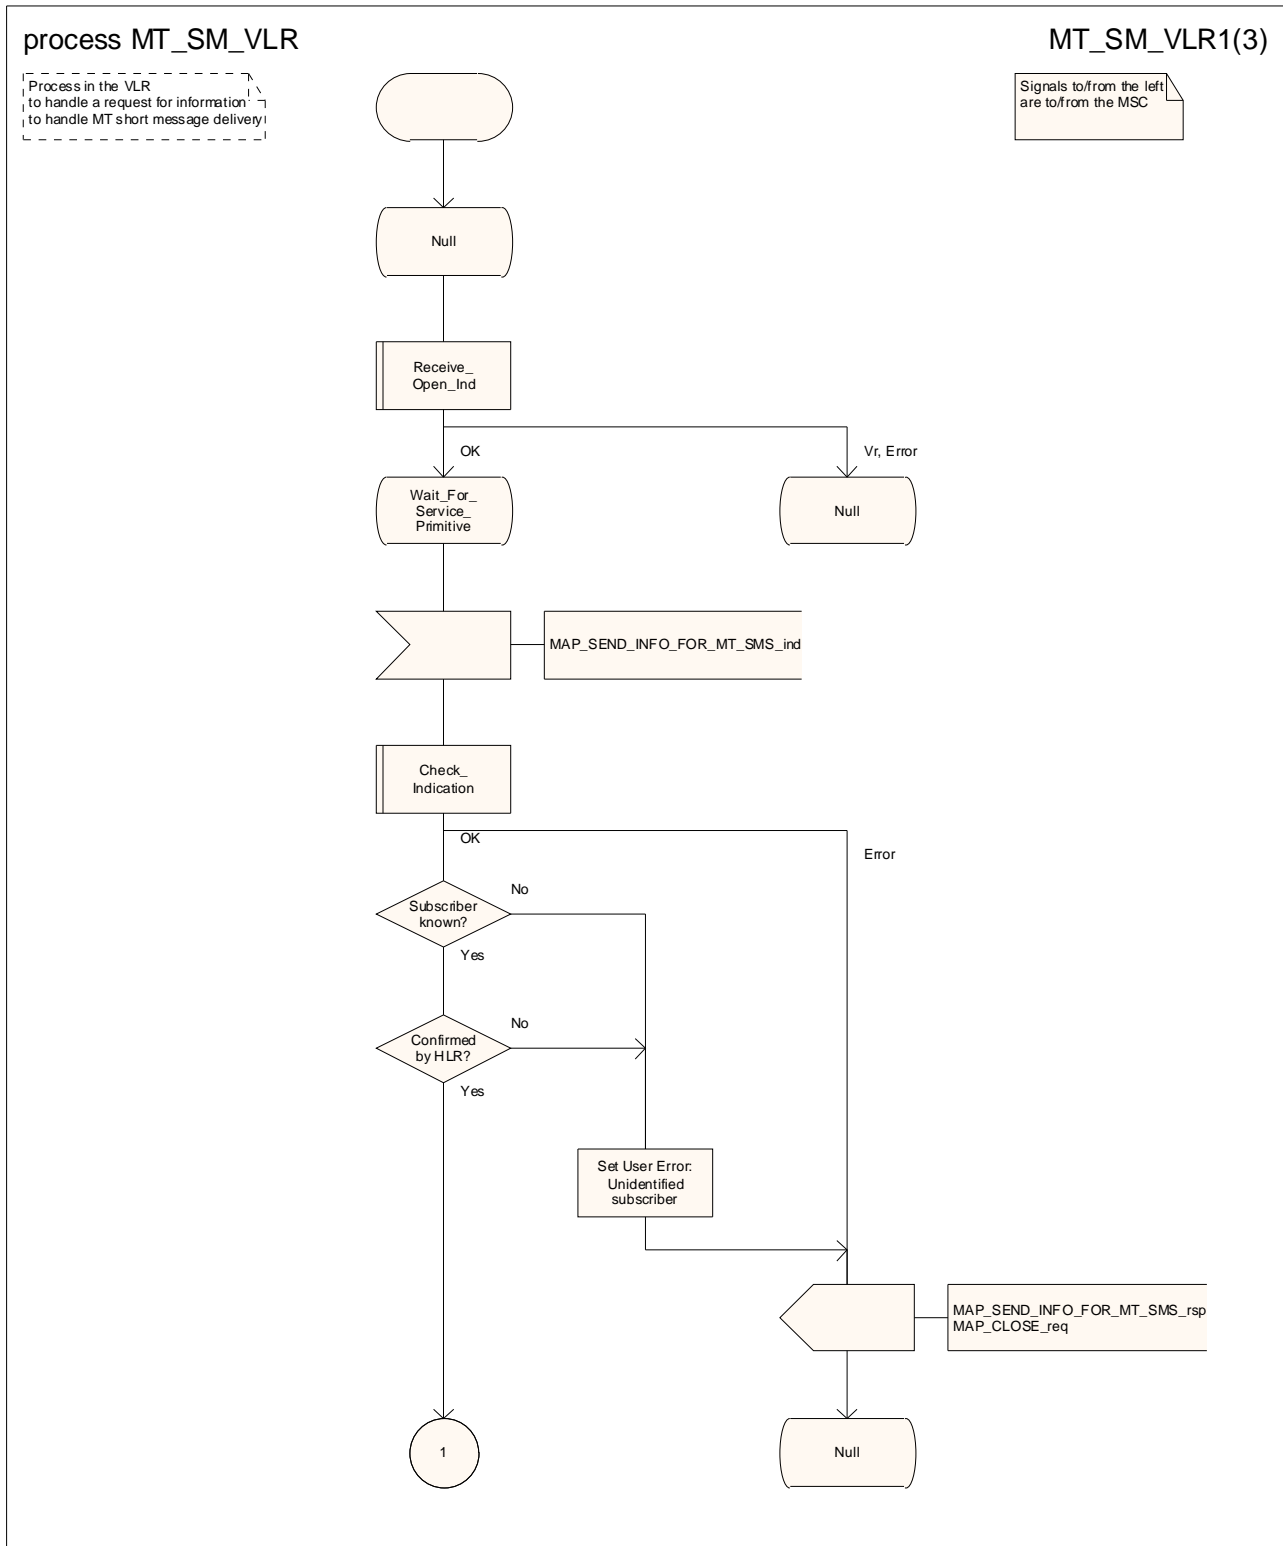 process MT_SM_VLR
MT_SM_VLR1(3)
Process in the VLR
to handle a request for information
to handle MT short message delivery
Signals to/from the left
are to/from the MSC
Null
Receive_
Open_Ind
OK
Vr, Error
Wait_For_
Service_
Primitive
Null
MAP_SEND_INFO_FOR_MT_SMS_ind
Check_
Indication
OK
Error
Subscriber
known?
No
Yes
Confirmed
by HLR?
No
Yes
Set User Error:
Unidentified
subscriber
MAP_SEND_INFO_FOR_MT_SMS_rsp
MAP_CLOSE_req
1
Null